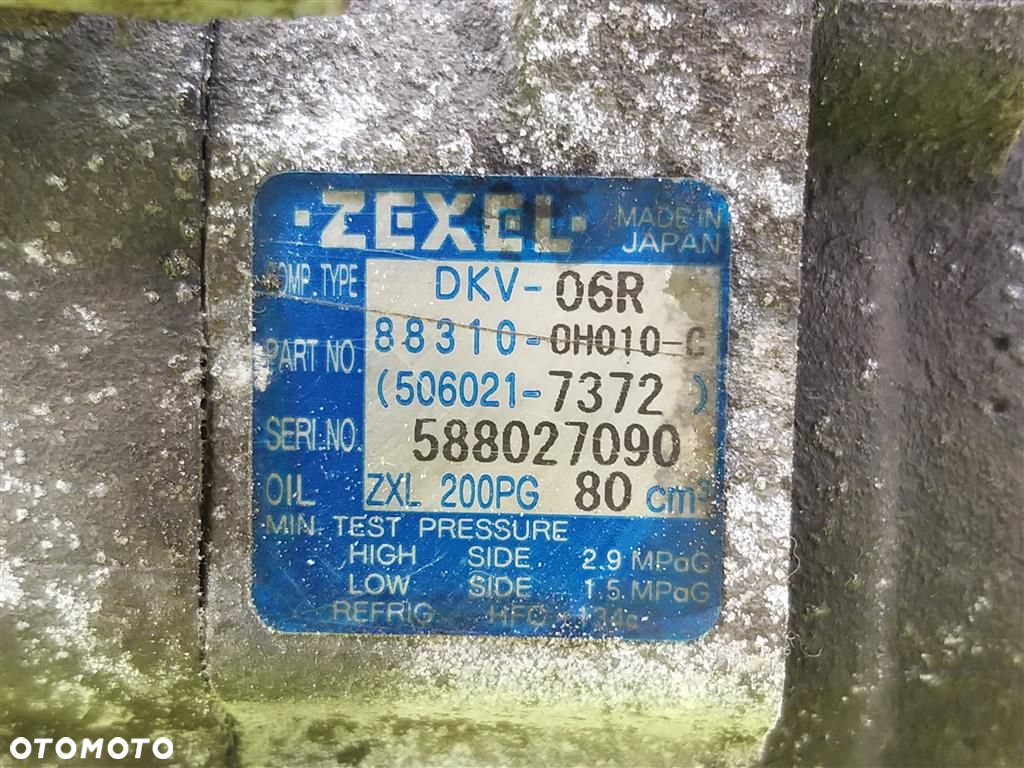 ·ZEXEL· MADE IN
JAPAN
COMP. TYPE DKV-06R
PART NO. 88310-0H010-C
(506021-7372 )
SERI.NO. 588027090
OIL ZXL 200PG 80 cm³
MIN. TEST PRESSURE
HIGH SIDE 2.9 MPaG
LOW SIDE 1.5 MPaG
REFRIG HFC-134a
OTOMOTO